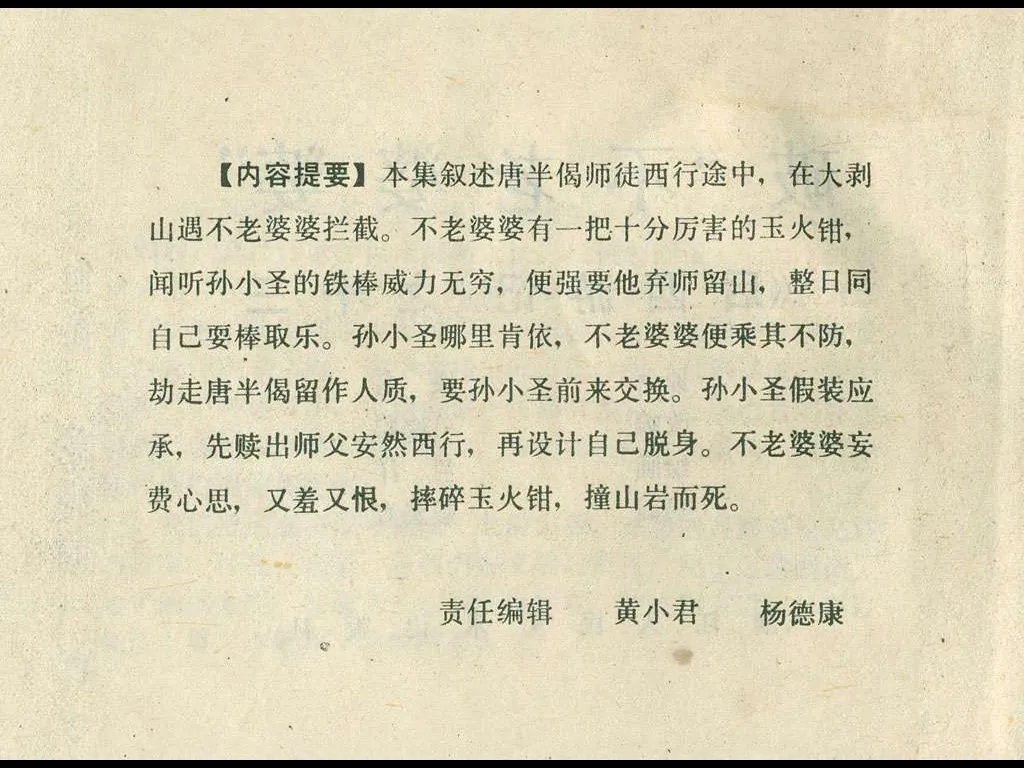 【内容提要】本集叙述唐半偈师徒西行途中，在大剥
山遇不老婆婆拦截。不老婆婆有一把十分厉害的玉火钳，
闻听孙小圣的铁棒威力无穷，便强要他弃师留山，整日同
自己耍棒取乐。孙小圣哪里肯依，不老婆婆便乘其不防，
劫走唐半偈留作人质，要孙小圣前来交换。孙小圣假装应
承，先赎出师父安然西行，再设计自己脱身。不老婆婆妄
费心思，又羞又恨，摔碎玉火钳，撞山岩而死。
责任编辑 黄小君 杨德康